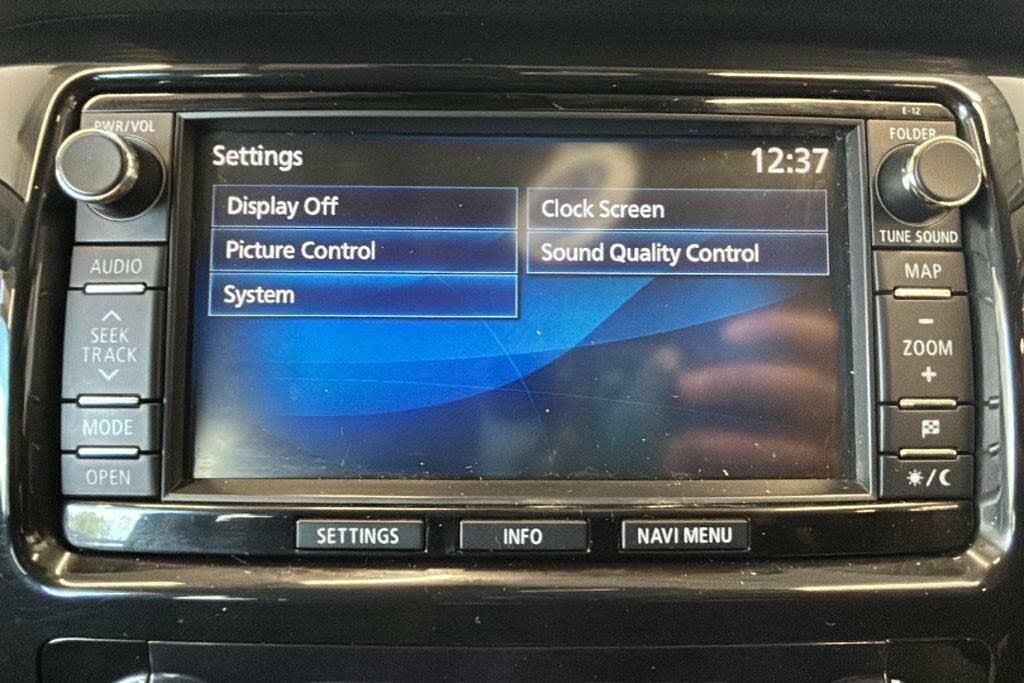 E-12
PWR/VOL
FOLDER
Settings
12:37
Display Off
Clock Screen
TUNE SOUND
Picture Control
Sound Quality Control
AUDIO
MAP
System
SEEK
TRACK
-
ZOOM
+
MODE
OPEN
SETTINGS
INFO
NAVI MENU